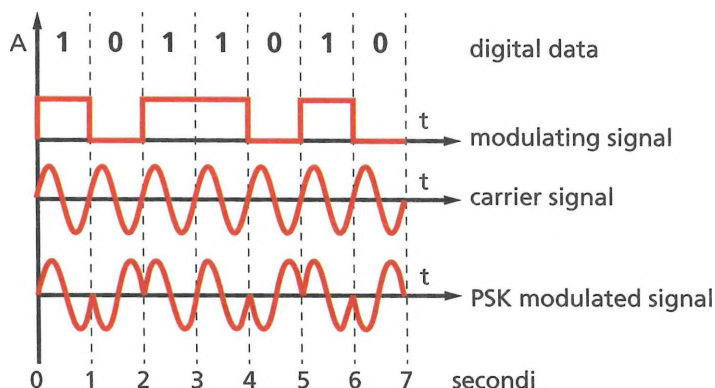 A 1 0 1 1 0 1 0 digital data
t
modulating signal
t
carrier signal
t
PSK modulated signal
0 1 2 3 4 5 6 7 secondi